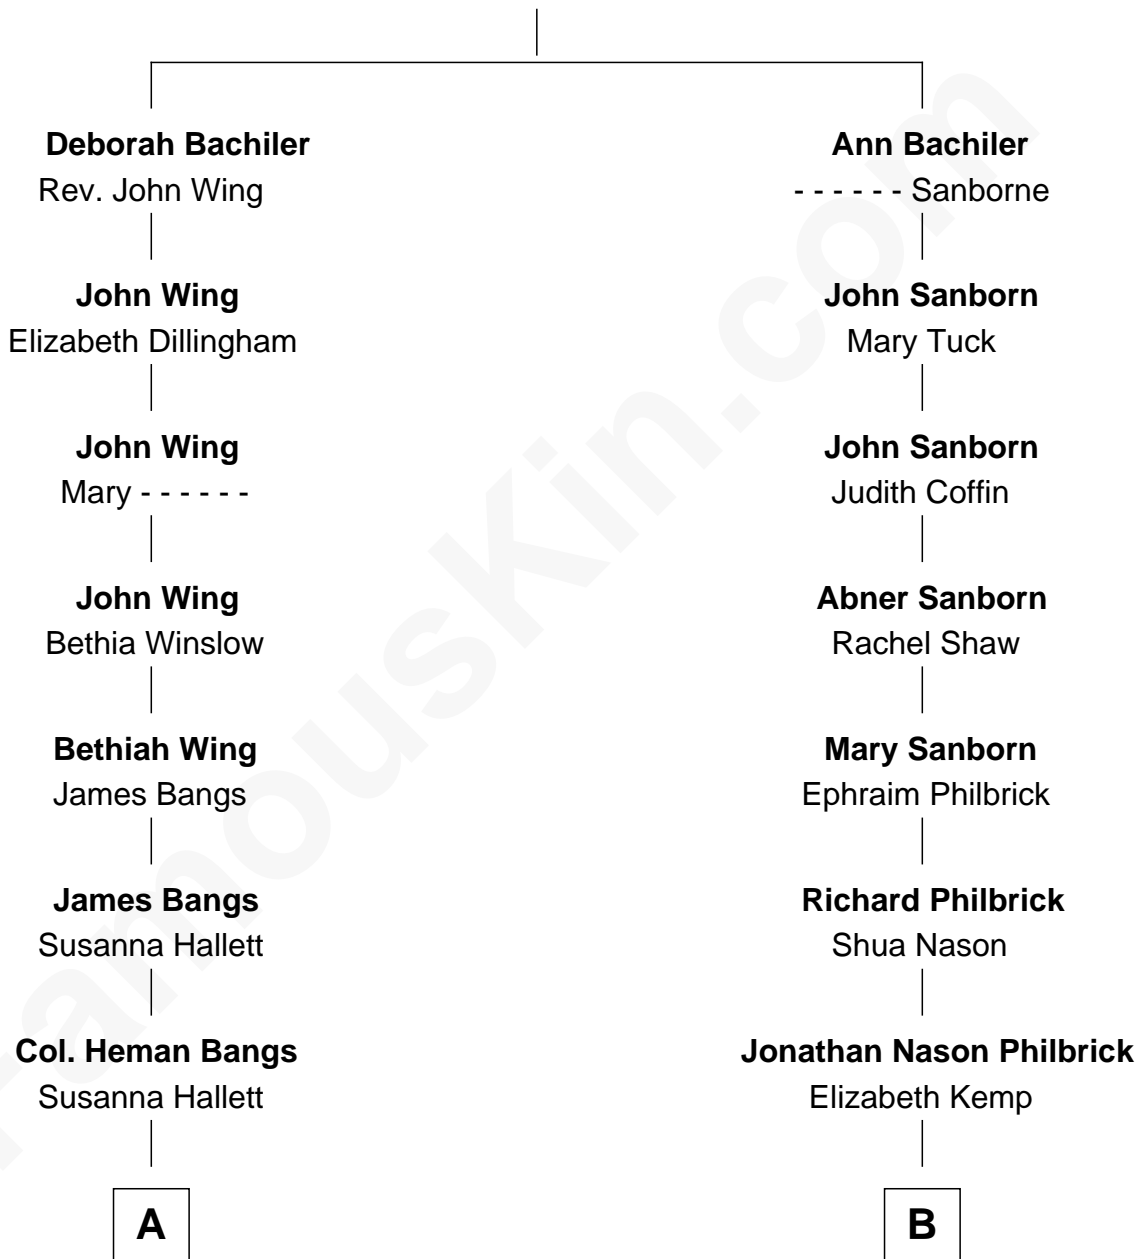 Deborah Bachiler
Rev. John Wing
John Wing
Elizabeth Dillingham
John Wing
Mary - - - - - -
John Wing
Bethia Winslow
Bethiah Wing
James Bangs
James Bangs
Susanna Hallett
Col. Heman Bangs
Susanna Hallett
A
Ann Bachiler
- - - - - - Sanborne
John Sanborn
Mary Tuck
John Sanborn
Judith Coffin
Abner Sanborn
Rachel Shaw
Mary Sanborn
Ephraim Philbrick
Richard Philbrick
Shua Nason
Jonathan Nason Philbrick
Elizabeth Kemp
B
FamousKin.com